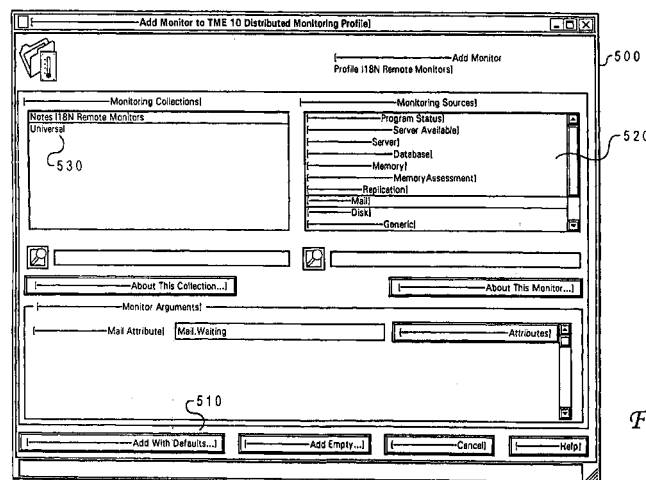 [——Add Monitor to TME 10 Distributed Monitoring Profile]
[——Add Monitor
Profile I18N Remote Monitors]
500
[——Monitoring Collections]
[——Monitoring Sources]
Notes I18N Remote Monitors
Universal
530
[——Program Status]
[——Server Available]
[——Server]
[——Database]
[——Memory]
[——MemoryAssessment]
[——Replication]
[——Mail]
[——Disk]
[——Generic]
520
[——About This Collection...]
[——About This Monitor...]
[——Monitor Arguments]
[——Mail Attribute]
Mail.Waiting
[——Attributes]
510
[——Add With Defaults...]
[——Add Empty...]
[——Cancel]
[——Help]
F